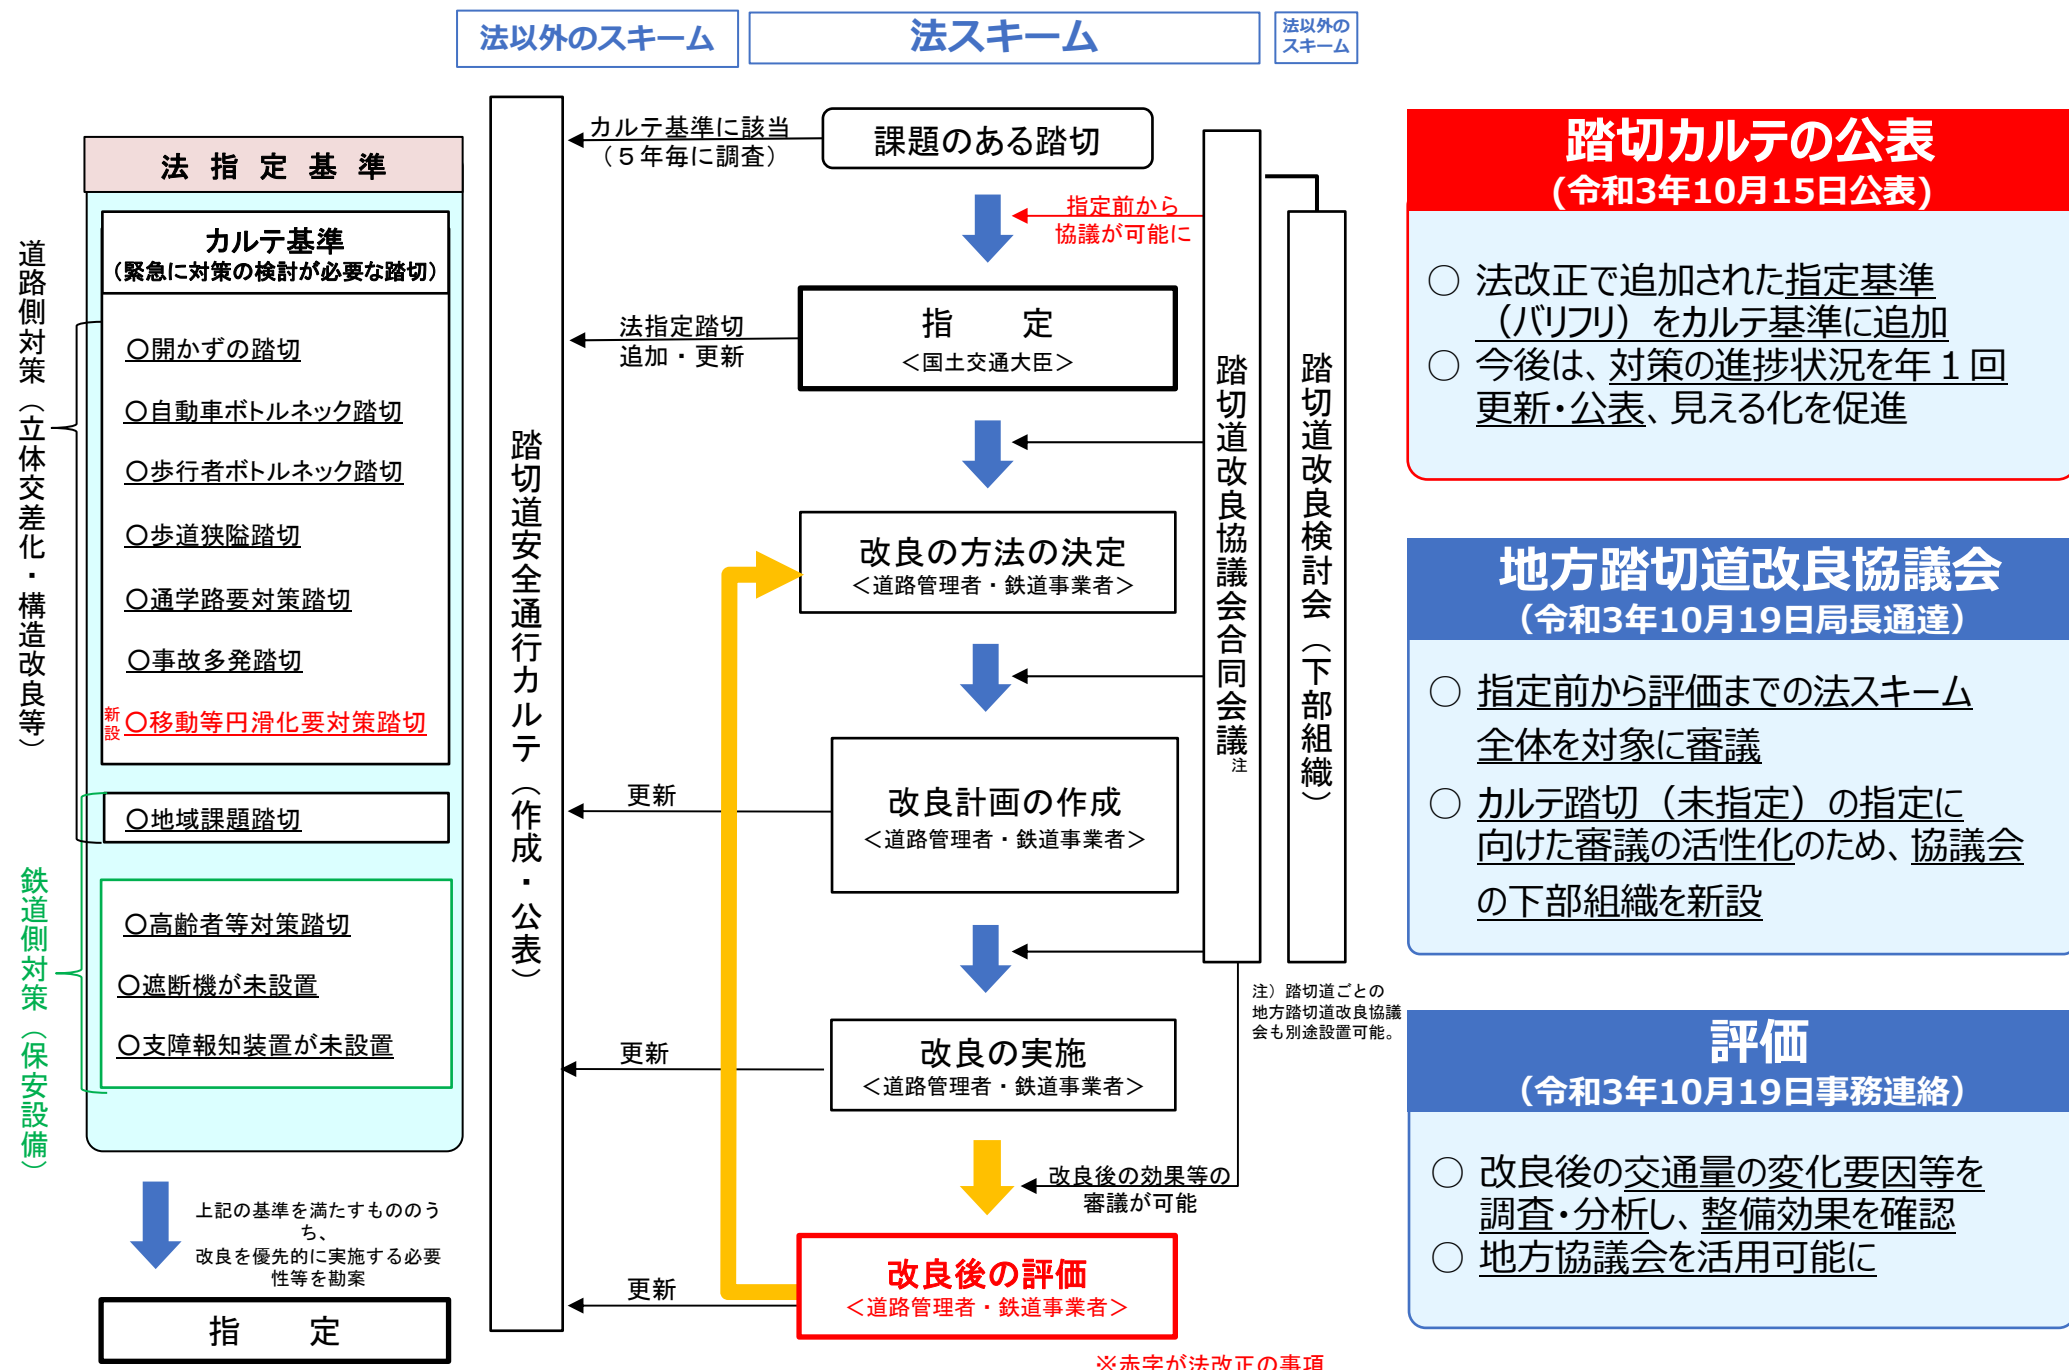 法以外のスキーム
法スキーム
法以外の
スキーム
法指定基準
カルテ基準
（緊急に対策の検討が必要な踏切）
〇開かずの踏切
〇自動車ボトルネック踏切
〇歩行者ボトルネック踏切
〇歩道狭隘踏切
〇通学路要対策踏切
〇事故多発踏切
新設
〇移動等円滑化要対策踏切
〇地域課題踏切
〇高齢者等対策踏切
〇遮断機が未設置
〇支障報知装置が未設置
道路側対策（立体交差化・構造改良等）
鉄道側対策（保安設備）
上記の基準を満たすもののう
ち、
改良を優先的に実施する必要
性等を勘案
指　定
踏切道安全通行カルテ（作成・公表）
カルテ基準に該当
（５年毎に調査）
課題のある踏切
指定前から
協議が可能に
法指定踏切
追加・更新
指　定
＜国土交通大臣＞
改良の方法の決定
＜道路管理者・鉄道事業者＞
更新
改良計画の作成
＜道路管理者・鉄道事業者＞
更新
改良の実施
＜道路管理者・鉄道事業者＞
改良後の効果等の
審議が可能
更新
改良後の評価
＜道路管理者・鉄道事業者＞
※赤字が法改正の事項
踏切道改良協議会合同会議注
踏切道改良検討会（下部組織）
注）踏切道ごとの
地方踏切道改良協議
会も別途設置可能。
踏切カルテの公表
(令和3年10月15日公表)
○ 法改正で追加された指定基準
（バリフリ）をカルテ基準に追加
○ 今後は、対策の進捗状況を年１回
更新・公表、見える化を促進
地方踏切道改良協議会
（令和3年10月19日局長通達）
○ 指定前から評価までの法スキーム
全体を対象に審議
○ カルテ踏切（未指定）の指定に
向けた審議の活性化のため、協議会
の下部組織を新設
評価
（令和3年10月19日事務連絡）
○ 改良後の交通量の変化要因等を
調査・分析し、整備効果を確認
○ 地方協議会を活用可能に